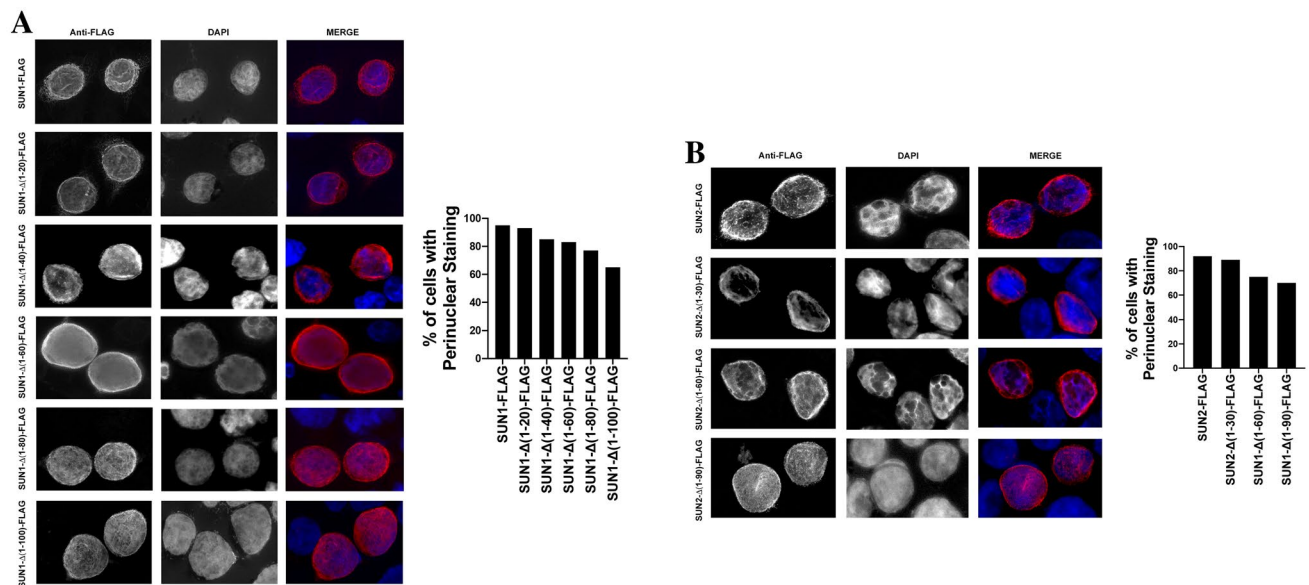 A
Anti-FLAG DAPI MERGE
SUN1-FLAG
SUN1-Δ(1-20)-FLAG
SUN1-Δ(1-40)-FLAG
SUN1-Δ(1-60)-FLAG
SUN1-Δ(1-80)-FLAG
SUN1-Δ(1-100)-FLAG
% of cells with
Perinuclear Staining
100
80
60
40
20
0
SUN1-FLAG
SUN1-Δ(1-20)-FLAG
SUN1-Δ(1-40)-FLAG
SUN1-Δ(1-60)-FLAG
SUN1-Δ(1-80)-FLAG
SUN1-Δ(1-100)-FLAG
B
Anti-FLAG DAPI MERGE
SUN2-FLAG
SUN2-Δ(1-30)-FLAG
SUN2-Δ(1-60)-FLAG
SUN2-Δ(1-90)-FLAG
% of cells with
Perinuclear Staining
100
80
60
40
20
0
SUN2-FLAG
SUN2-Δ(1-30)-FLAG
SUN1-Δ(1-60)-FLAG
SUN1-Δ(1-90)-FLAG